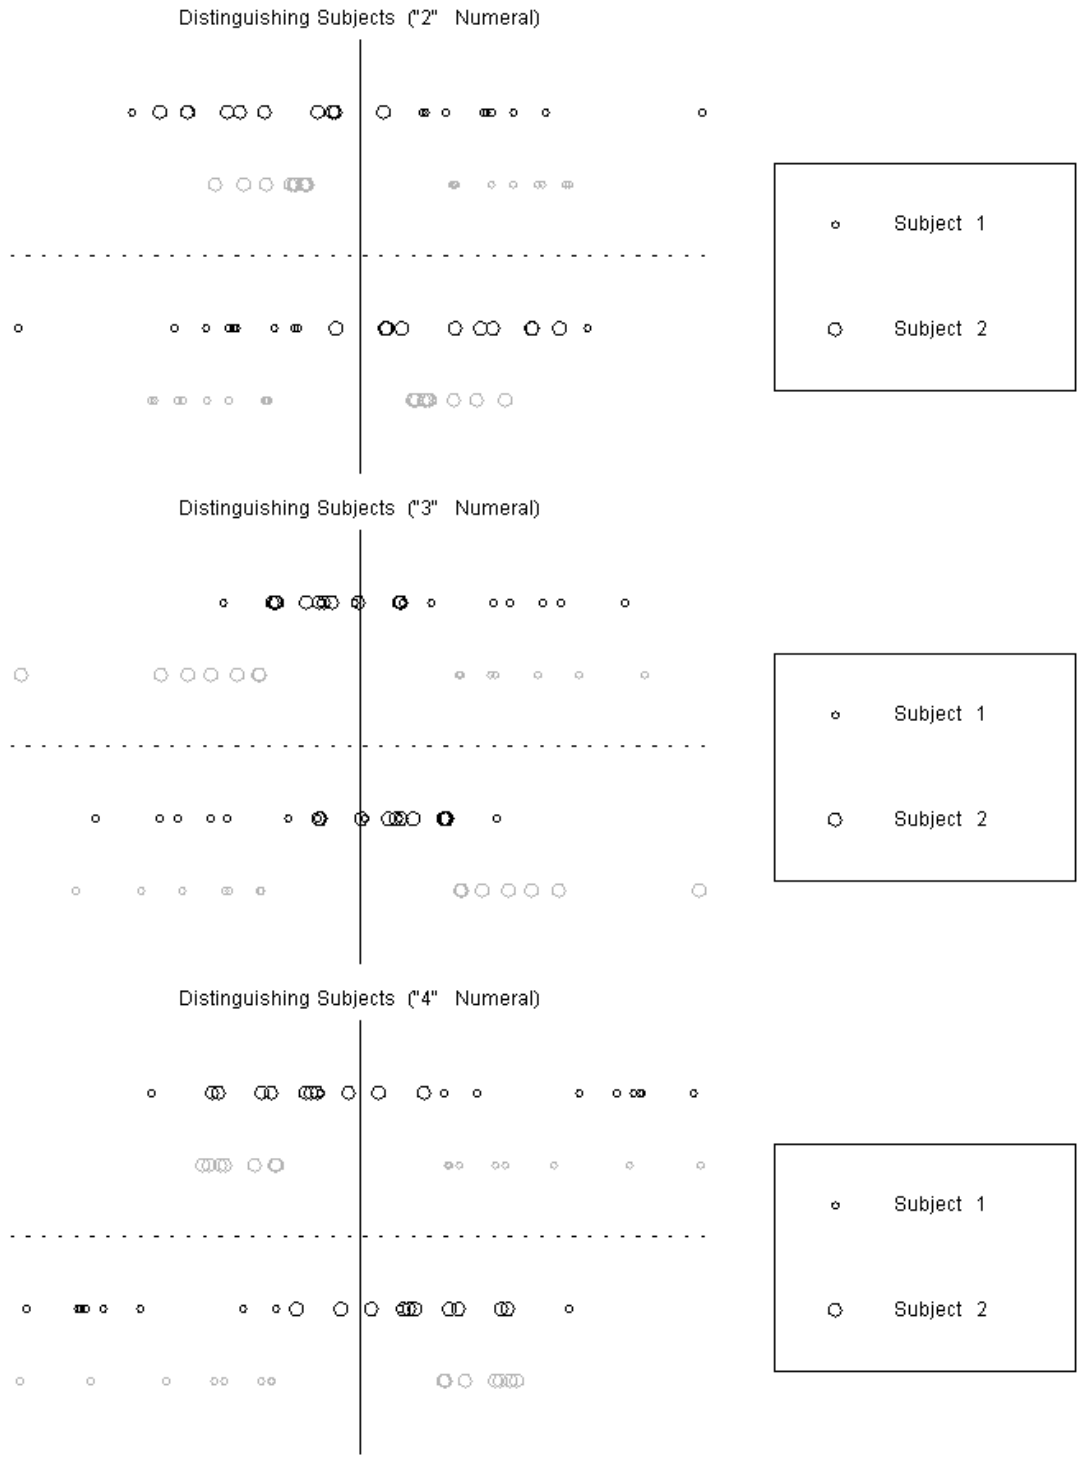 Distinguishing Subjects ("2" Numeral)
Subject 1
Subject 2
Distinguishing Subjects ("3" Numeral)
Subject 1
Subject 2
Distinguishing Subjects ("4" Numeral)
Subject 1
Subject 2